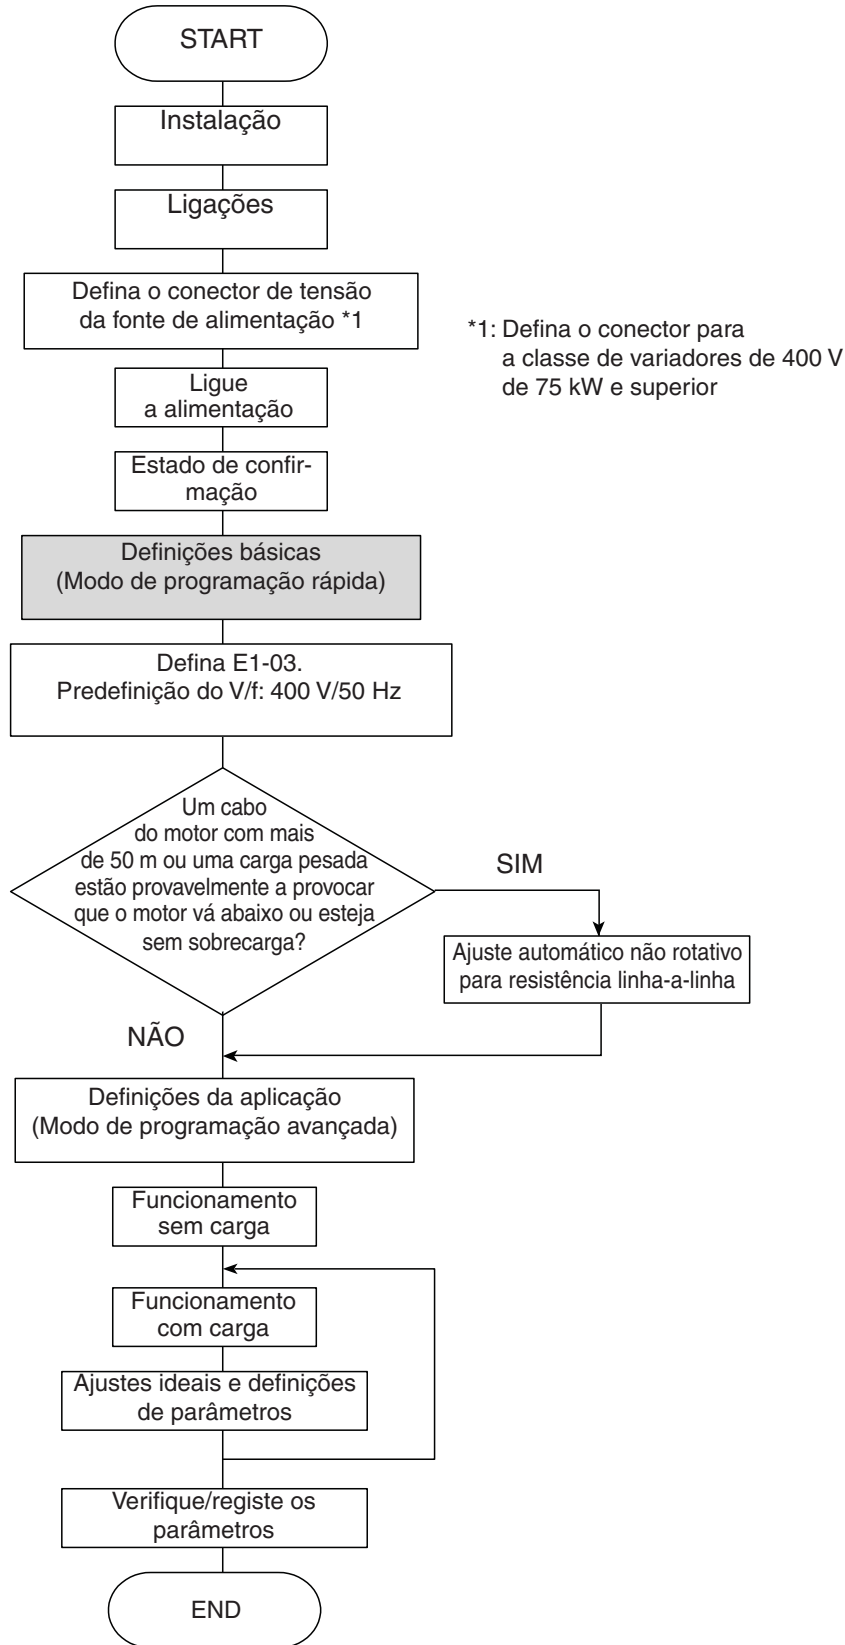 START
Instalação
Ligações
Defina o conector de tensão
da fonte de alimentação *1
*1: Defina o conector para
a classe de variadores de 400 V
de 75 kW e superior
Ligue
a alimentação
Estado de confir-
mação
Definições básicas
(Modo de programação rápida)
Defina E1-03.
Predefinição do V/f: 400 V/50 Hz
Um cabo
do motor com mais
de 50 m ou uma carga pesada
estão provavelmente a provocar
que o motor vá abaixo ou esteja
sem sobrecarga?
SIM
Ajuste automático não rotativo
para resistência linha-a-linha
NÃO
Definições da aplicação
(Modo de programação avançada)
Funcionamento
sem carga
Funcionamento
com carga
Ajustes ideais e definições
de parâmetros
Verifique/registe os
parâmetros
END